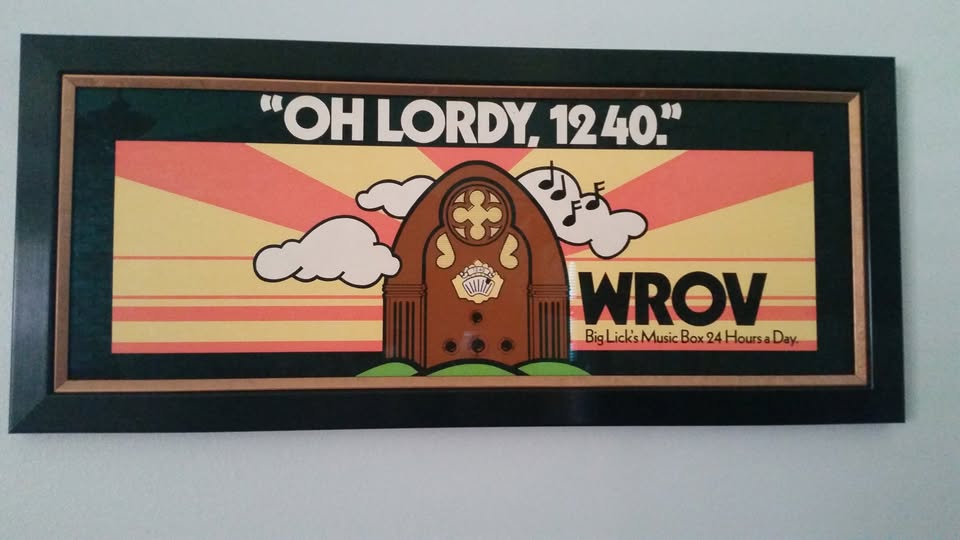 "OH LORDY, 1240."
WROV
Big Lick's Music Box 24 Hours a Day.